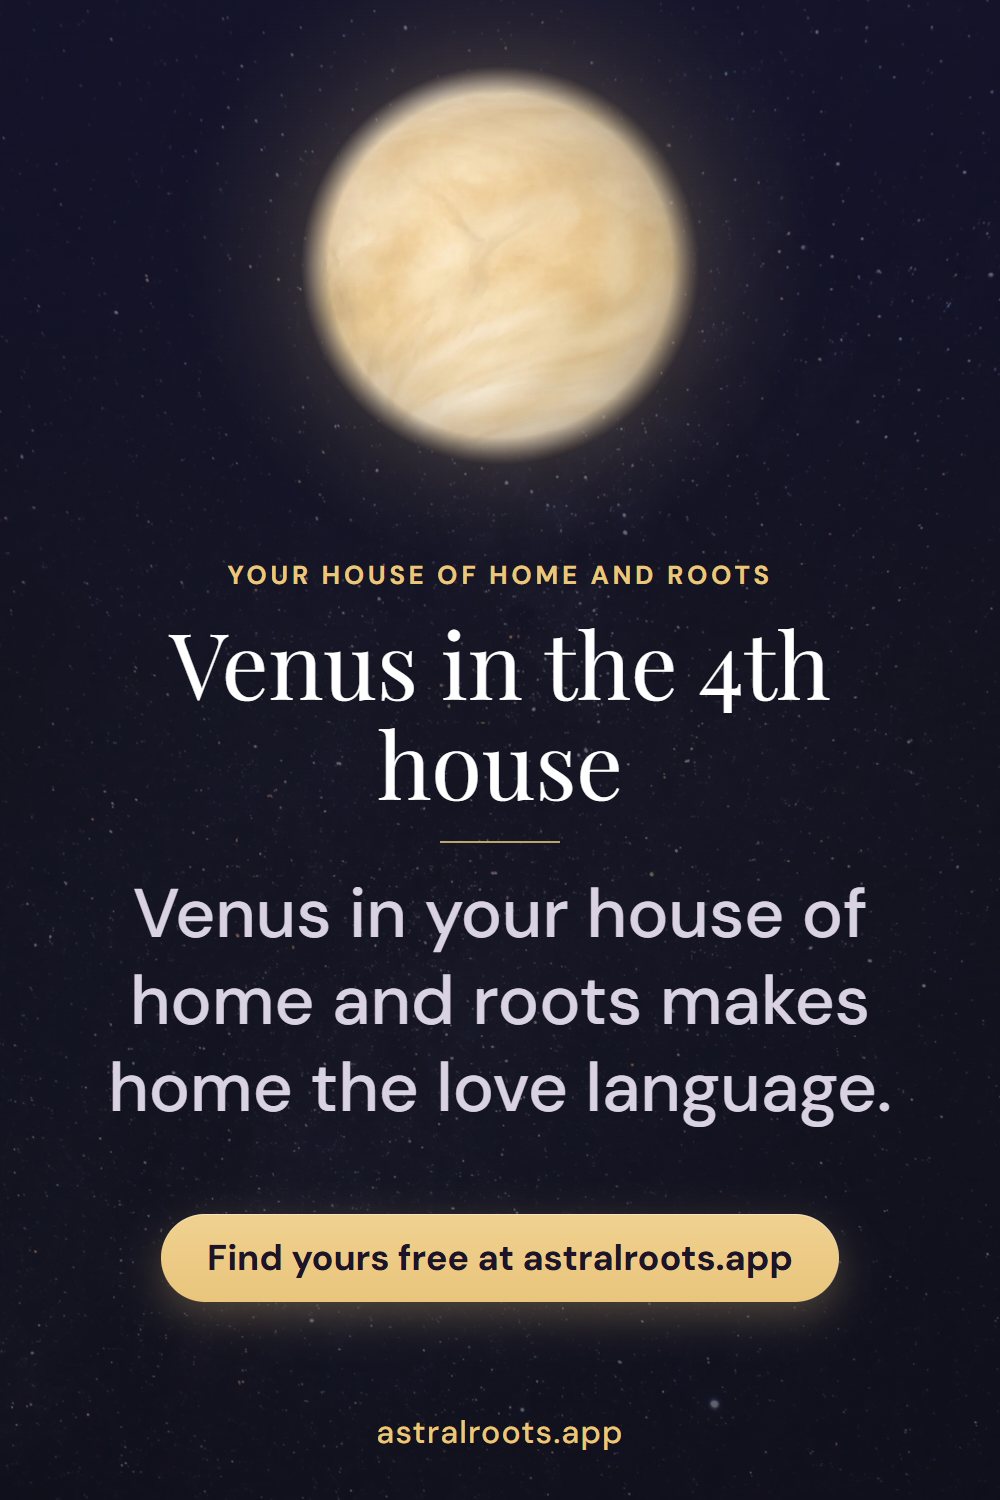 YOUR HOUSE OF HOME AND ROOTS
Venus in the 4th
house
Venus in your house of
home and roots makes
home the love language.
Find yours free at astralroots.app
astralroots.app